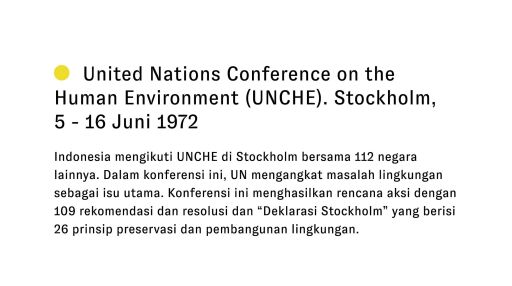 United Nations Conference on the
Human Environment (UNCHE). Stockholm,
5 - 16 Juni 1972
Indonesia mengikuti UNCHE di Stockholm bersama 112 negara
lainnya. Dalam konferensi ini, UN mengangkat masalah lingkungan
sebagai isu utama. Konferensi ini menghasilkan rencana aksi dengan
109 rekomendasi dan resolusi dan “Deklarasi Stockholm” yang berisi
26 prinsip preservasi dan pembangunan lingkungan.